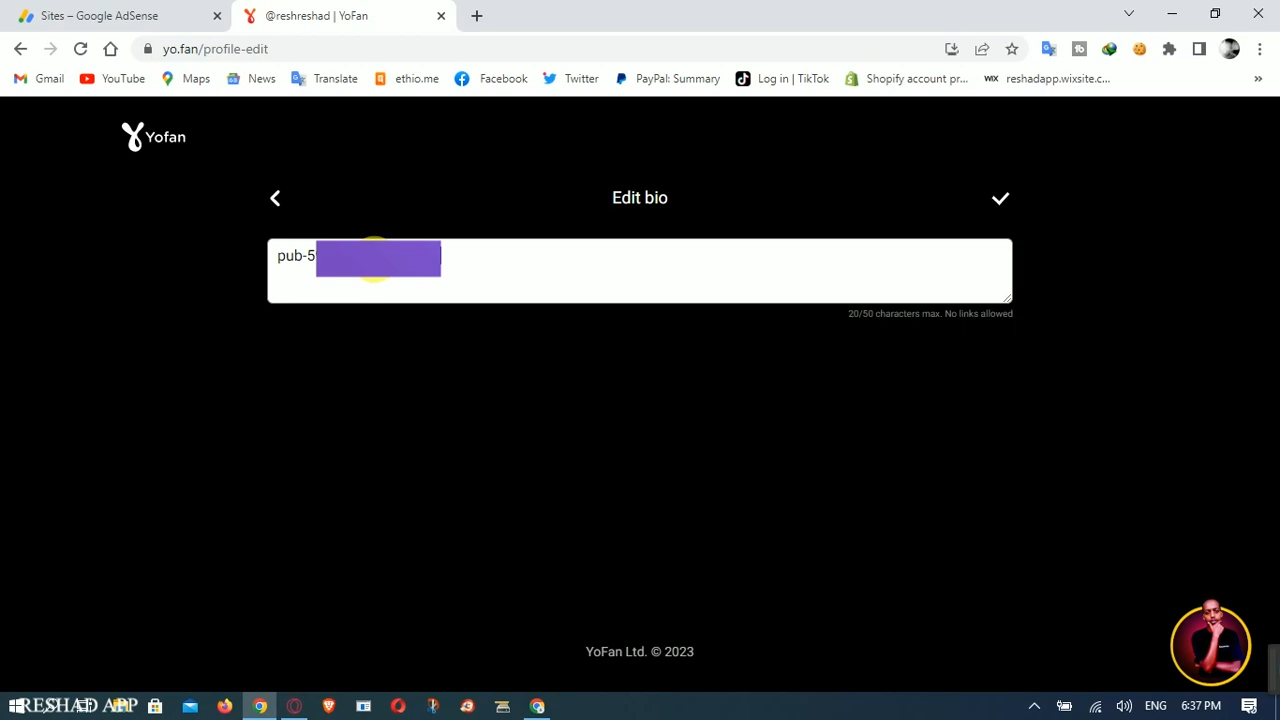 Sites – Google AdSense
@reshreshad | YoFan
yo.fan/profile-edit
Gmail
YouTube
Maps
News
Translate
ethio.me
Facebook
Twitter
PayPal: Summary
Log in | TikTok
Shopify account pr...
WIX
reshadapp.wixsite.c...
»
Yofan
Edit bio
pub-5
20/50 characters max. No links allowed
YoFan Ltd. © 2023
RESHAD APP
ENG
6:37 PM